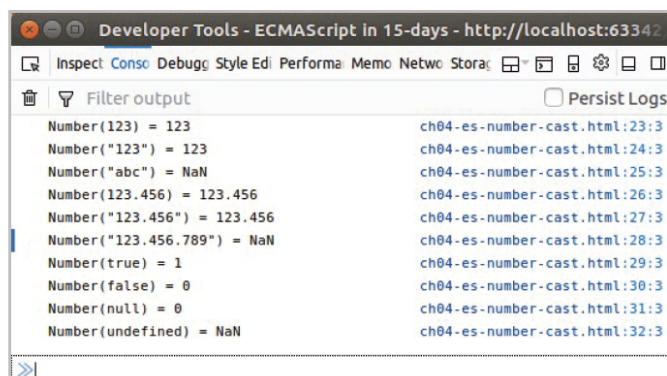 Developer Tools - ECMAScript in 15-days - http://localhost:63342
Inspect Conso Debugg Style Edi Performa Memo Netwo Storag
Filter output Persist Logs
Number(123) = 123 ch04-es-number-cast.html:23:3
Number("123") = 123 ch04-es-number-cast.html:24:3
Number("abc") = NaN ch04-es-number-cast.html:25:3
Number(123.456) = 123.456 ch04-es-number-cast.html:26:3
Number("123.456") = 123.456 ch04-es-number-cast.html:27:3
Number("123.456.789") = NaN ch04-es-number-cast.html:28:3
Number(true) = 1 ch04-es-number-cast.html:29:3
Number(false) = 0 ch04-es-number-cast.html:30:3
Number(null) = 0 ch04-es-number-cast.html:31:3
Number(undefined) = NaN ch04-es-number-cast.html:32:3